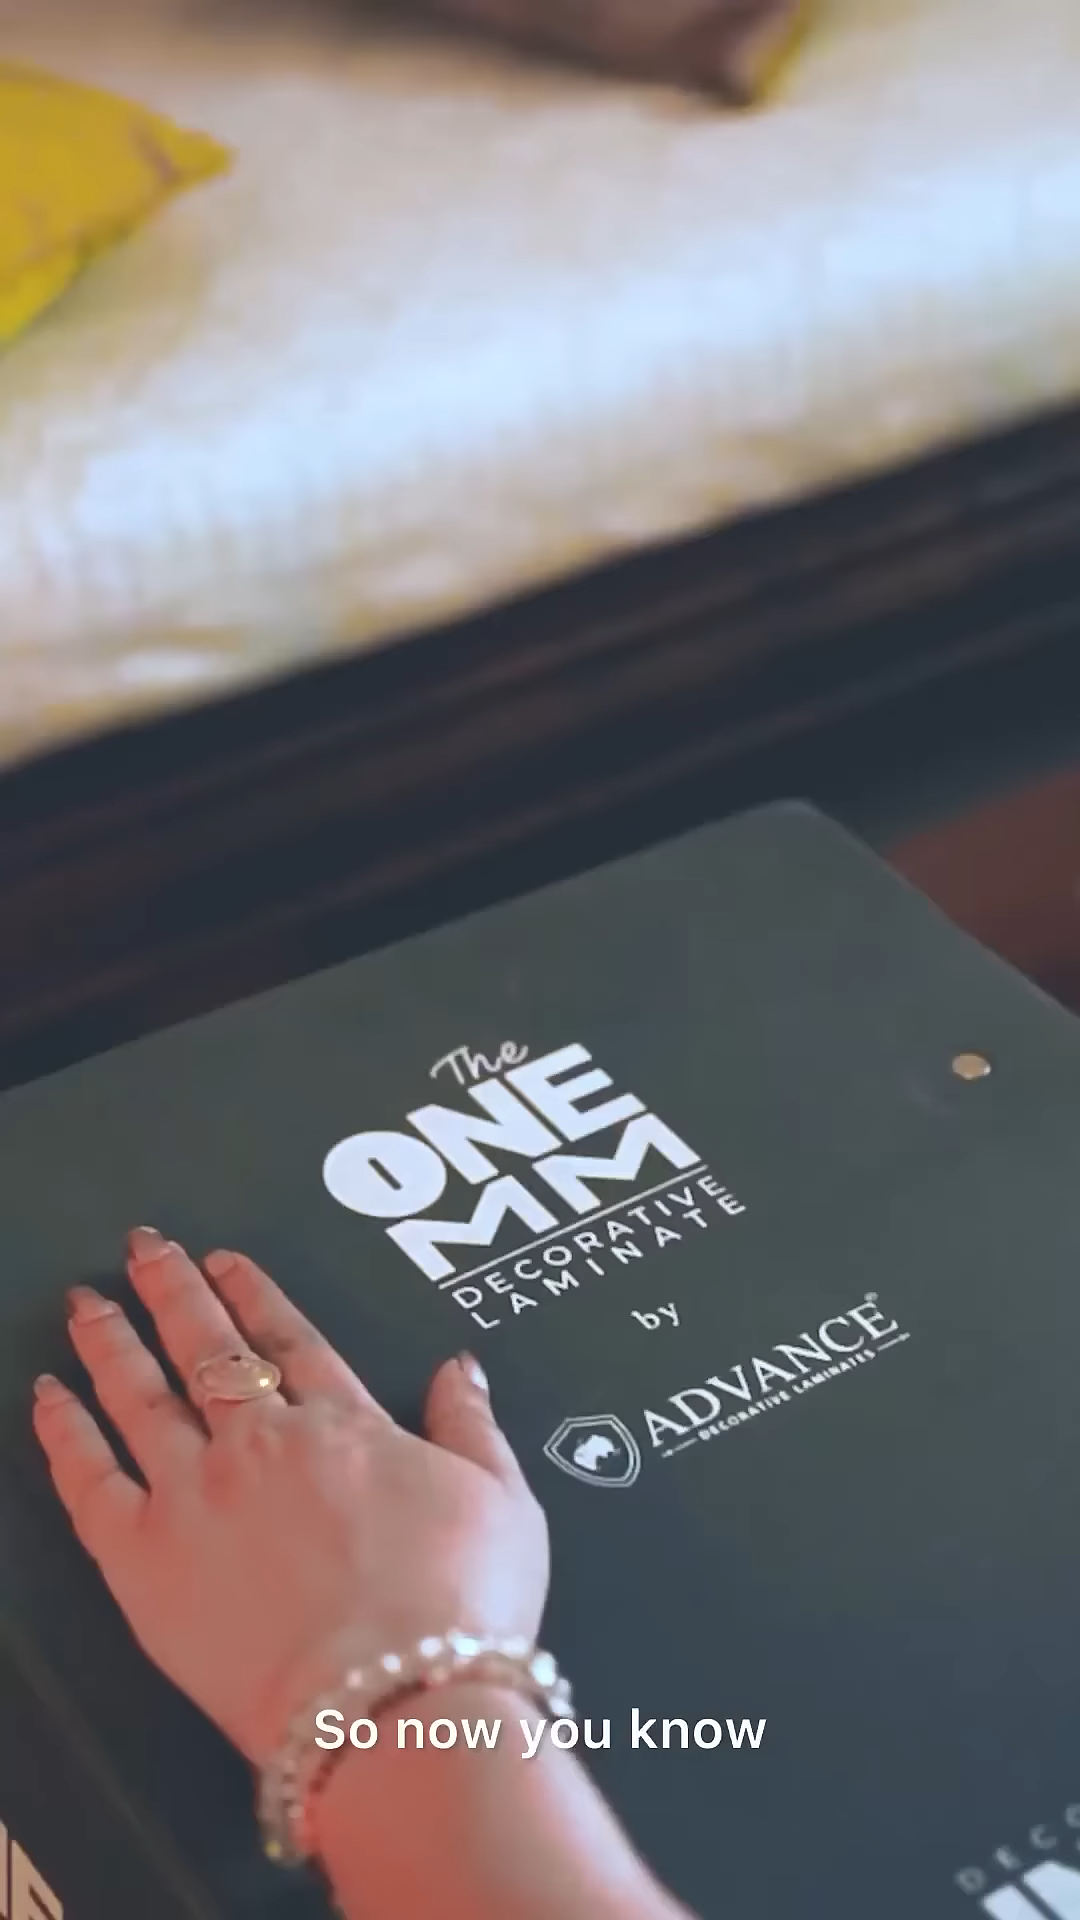 The
ONE
MM
DECORATIVE
LAMINATE
by
ADVANCE®
DECORATIVE LAMINATES
So now you know